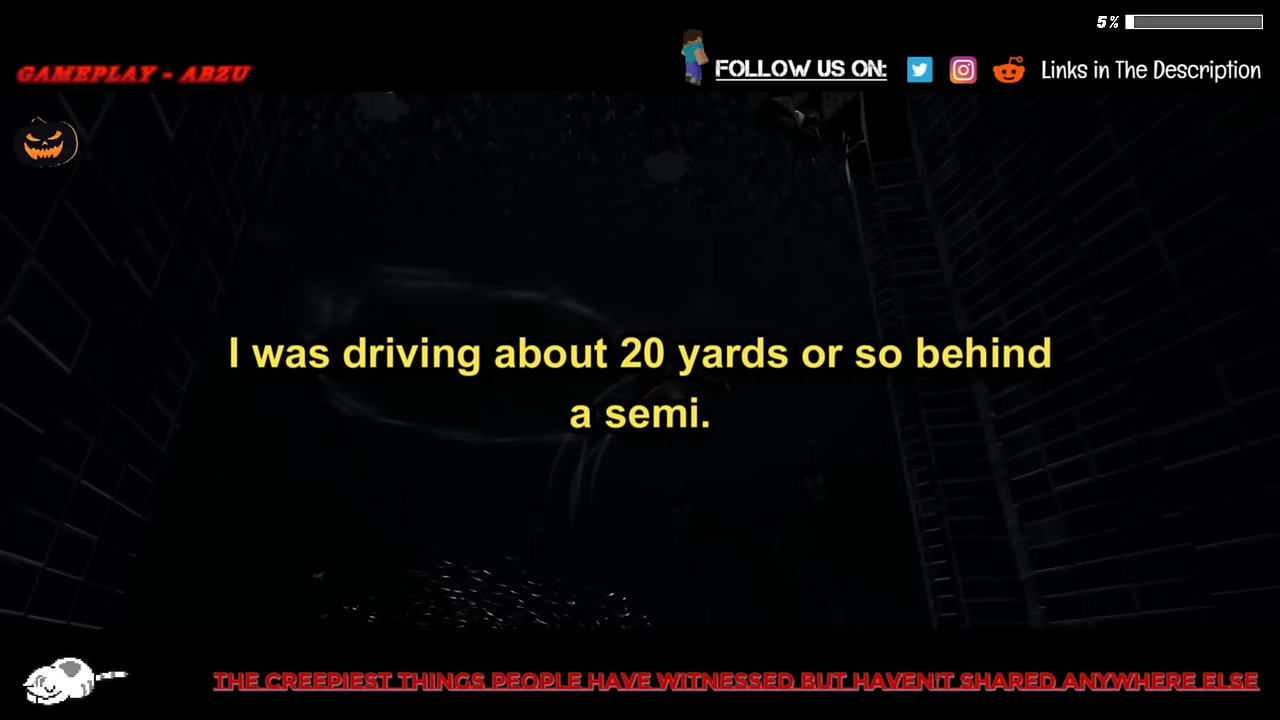 5%
GAMEPLAY - ABZU
FOLLOW US ON:
Links in The Description
I was driving about 20 yards or so behind
a semi.
THE CREEPIEST THINGS PEOPLE HAVE WITNESSED BUT HAVEN'T SHARED ANYWHERE ELSE